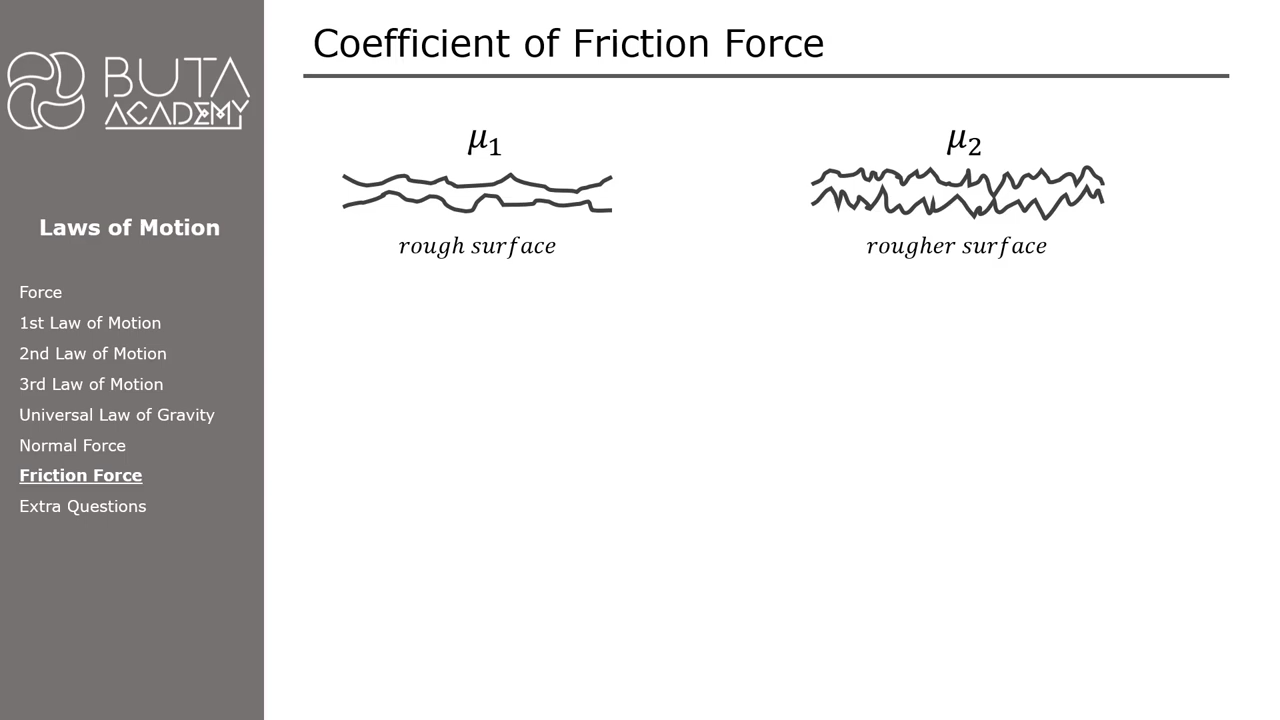 BUTA
ACADEMY
Laws of Motion
Force
1st Law of Motion
2nd Law of Motion
3rd Law of Motion
Universal Law of Gravity
Normal Force
Friction Force
Extra Questions
Coefficient of Friction Force
μ₁
μ₂
rough surface
rougher surface